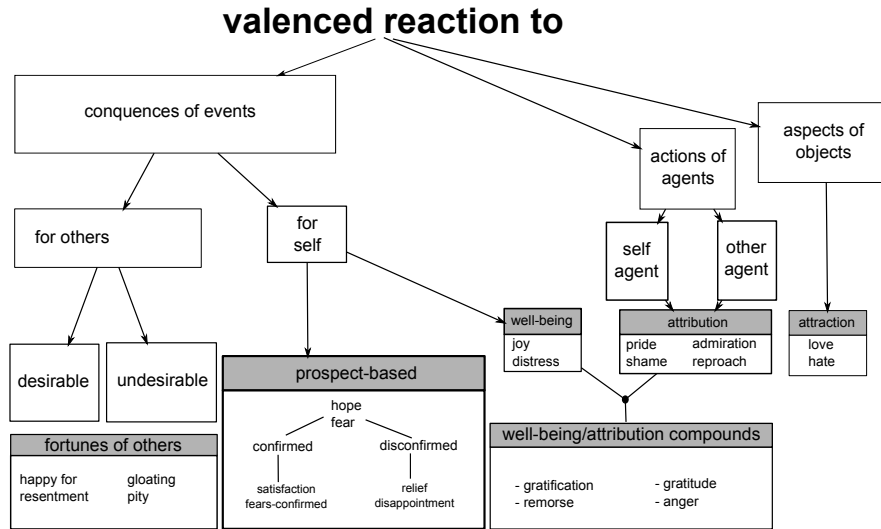 valenced reaction to
conquences of events
aspects of
objects
actions of
agents
for others
for
self
self
agent
other
agent
well-being
joy
distress
attribution
pride admiration
shame reproach
attraction
love
hate
desirable
undesirable
prospect-based
hope
fear
confirmed disconfirmed
satisfaction relief
fears-confirmed disappointment
fortunes of others
happy for gloating
resentment pity
well-being/attribution compounds
- gratification - gratitude
- remorse - anger